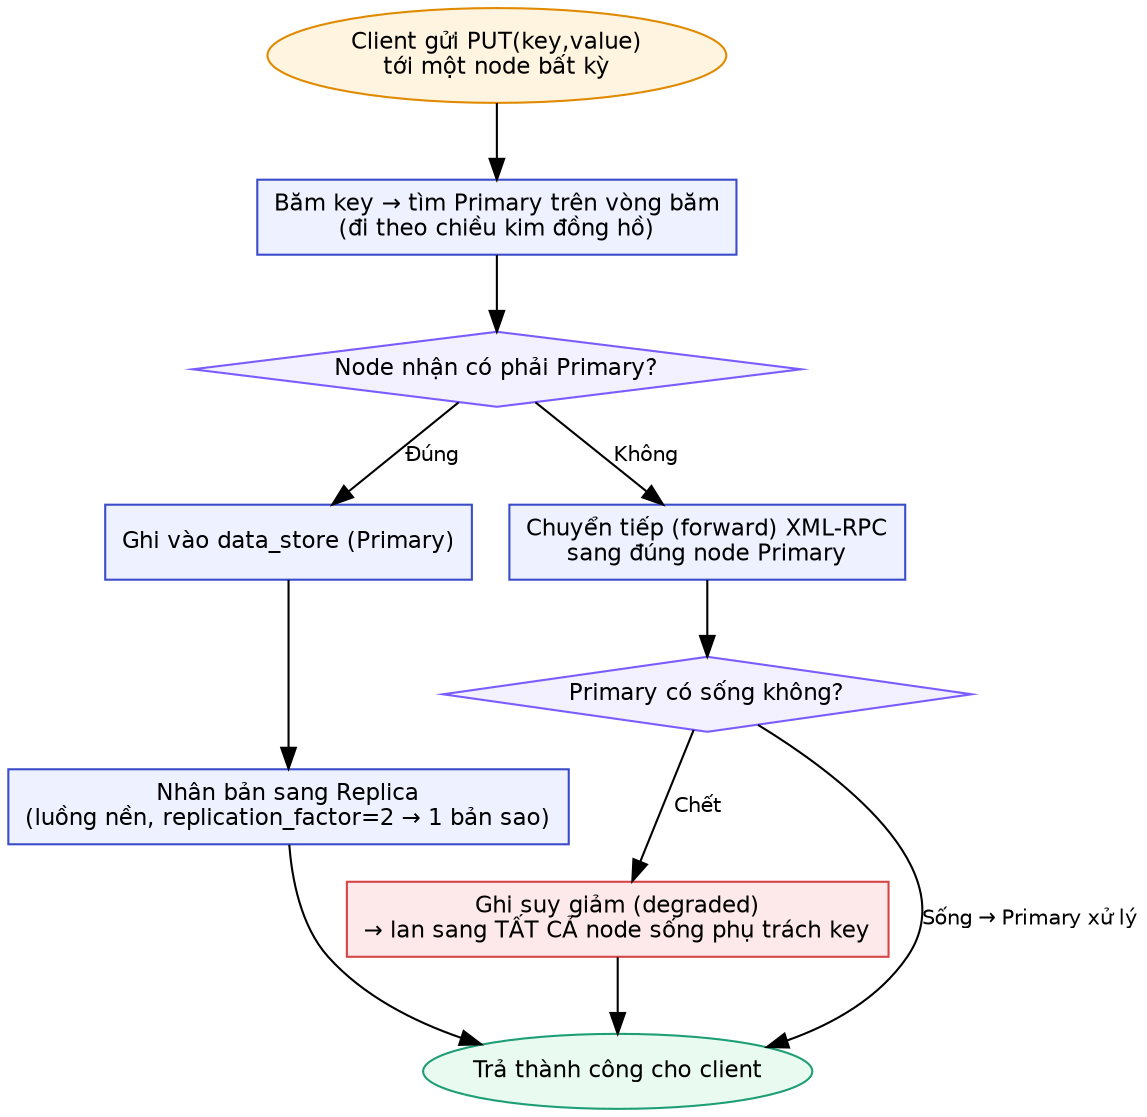 Client gửi PUT(key,value)
tới một node bất kỳ
Băm key → tìm Primary trên vòng băm
(đi theo chiều kim đồng hồ)
Node nhận có phải Primary?
Đúng
Không
Ghi vào data_store (Primary)
Chuyển tiếp (forward) XML-RPC
sang đúng node Primary
Primary có sống không?
Nhân bản sang Replica
(luồng nền, replication_factor=2 → 1 bản sao)
Chết
Ghi suy giảm (degraded)
→ lan sang TẤT CẢ node sống phụ trách key
Sống → Primary xử lý
Trả thành công cho client